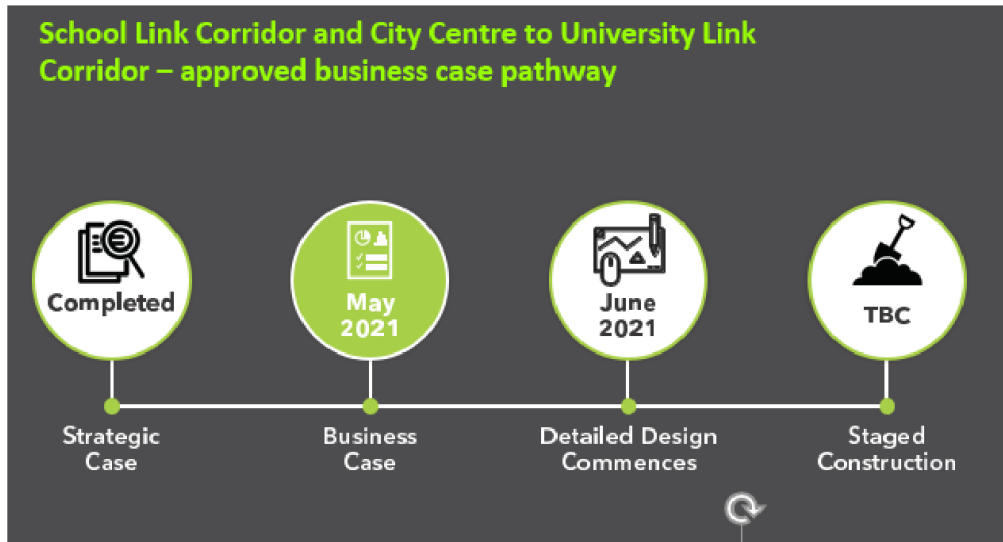 School Link Corridor and City Centre to University Link
Corridor – approved business case pathway
Completed
May
2021
June
2021
TBC
Strategic
Case
Business
Case
Detailed Design
Commences
Staged
Construction